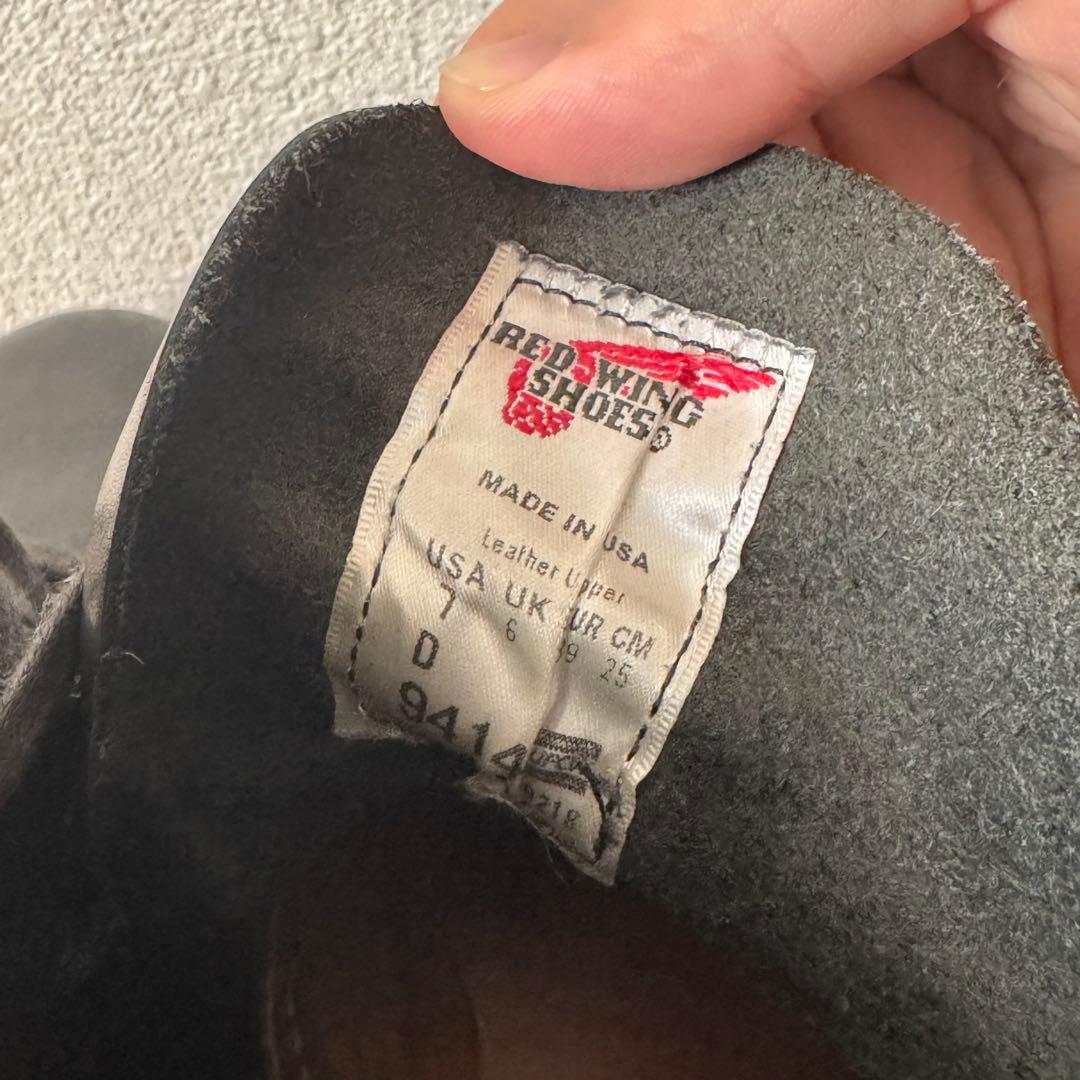 RED WING
SHOES®
MADE IN USA
Leather Upper
USA UK EUR CM
7 6 39 25
D
9414